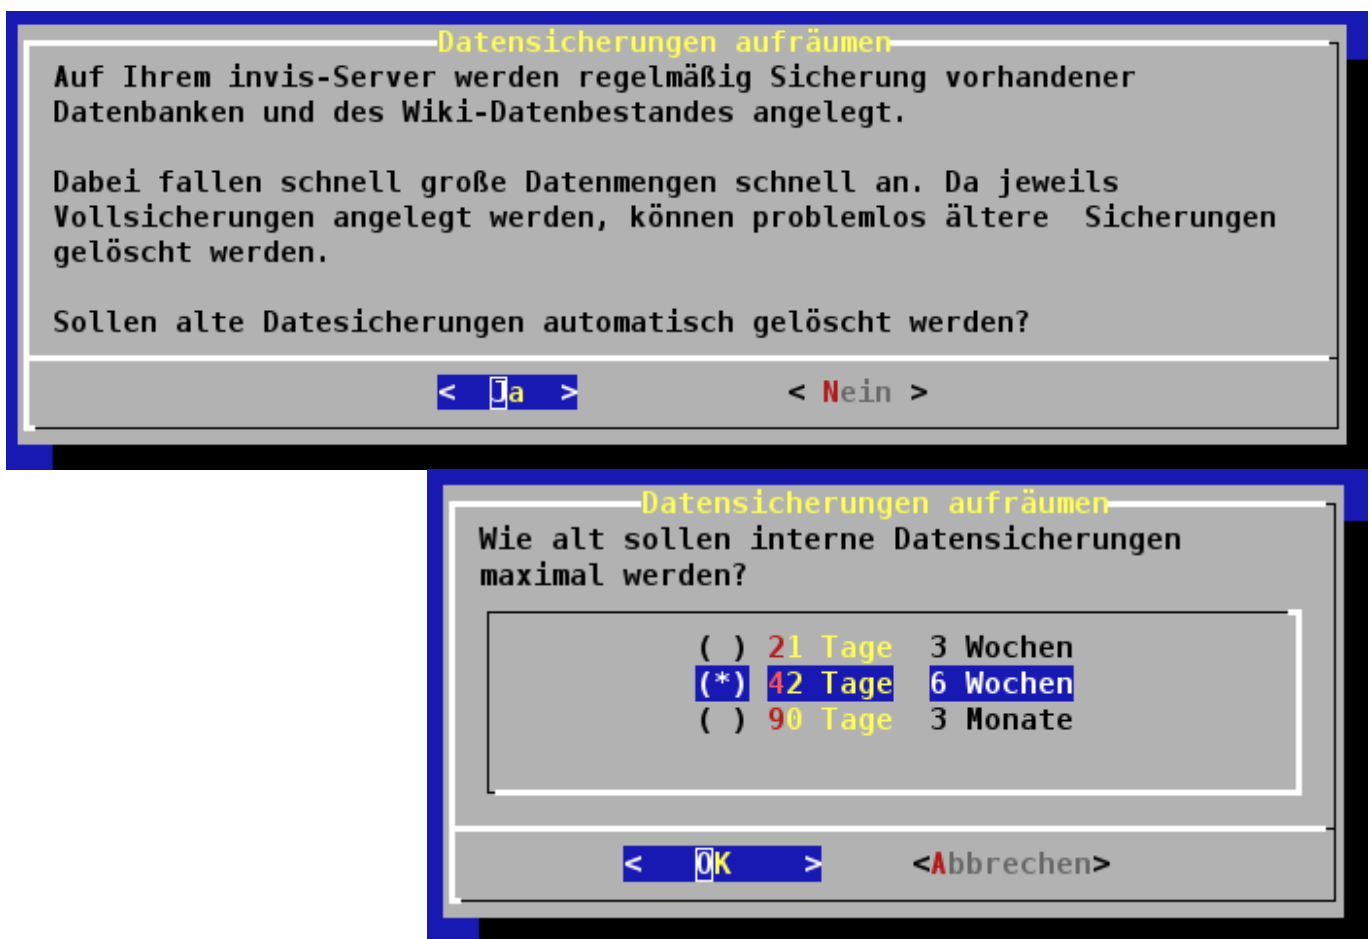 Datensicherungen aufräumen
Auf Ihrem invis-Server werden regelmäßig Sicherung vorhandener
Datenbanken und des Wiki-Datenbestandes angelegt.
Dabei fallen schnell große Datenmengen schnell an. Da jeweils
Vollsicherungen angelegt werden, können problemlos ältere  Sicherungen
gelöscht werden.
Sollen alte Datesicherungen automatisch gelöscht werden?
<  Ja  > < Nein >
Datensicherungen aufräumen
Wie alt sollen interne Datensicherungen
maximal werden?
( ) 21 Tage  3 Wochen
(*) 42 Tage  6 Wochen
( ) 90 Tage  3 Monate
<   OK    > <Abbrechen>